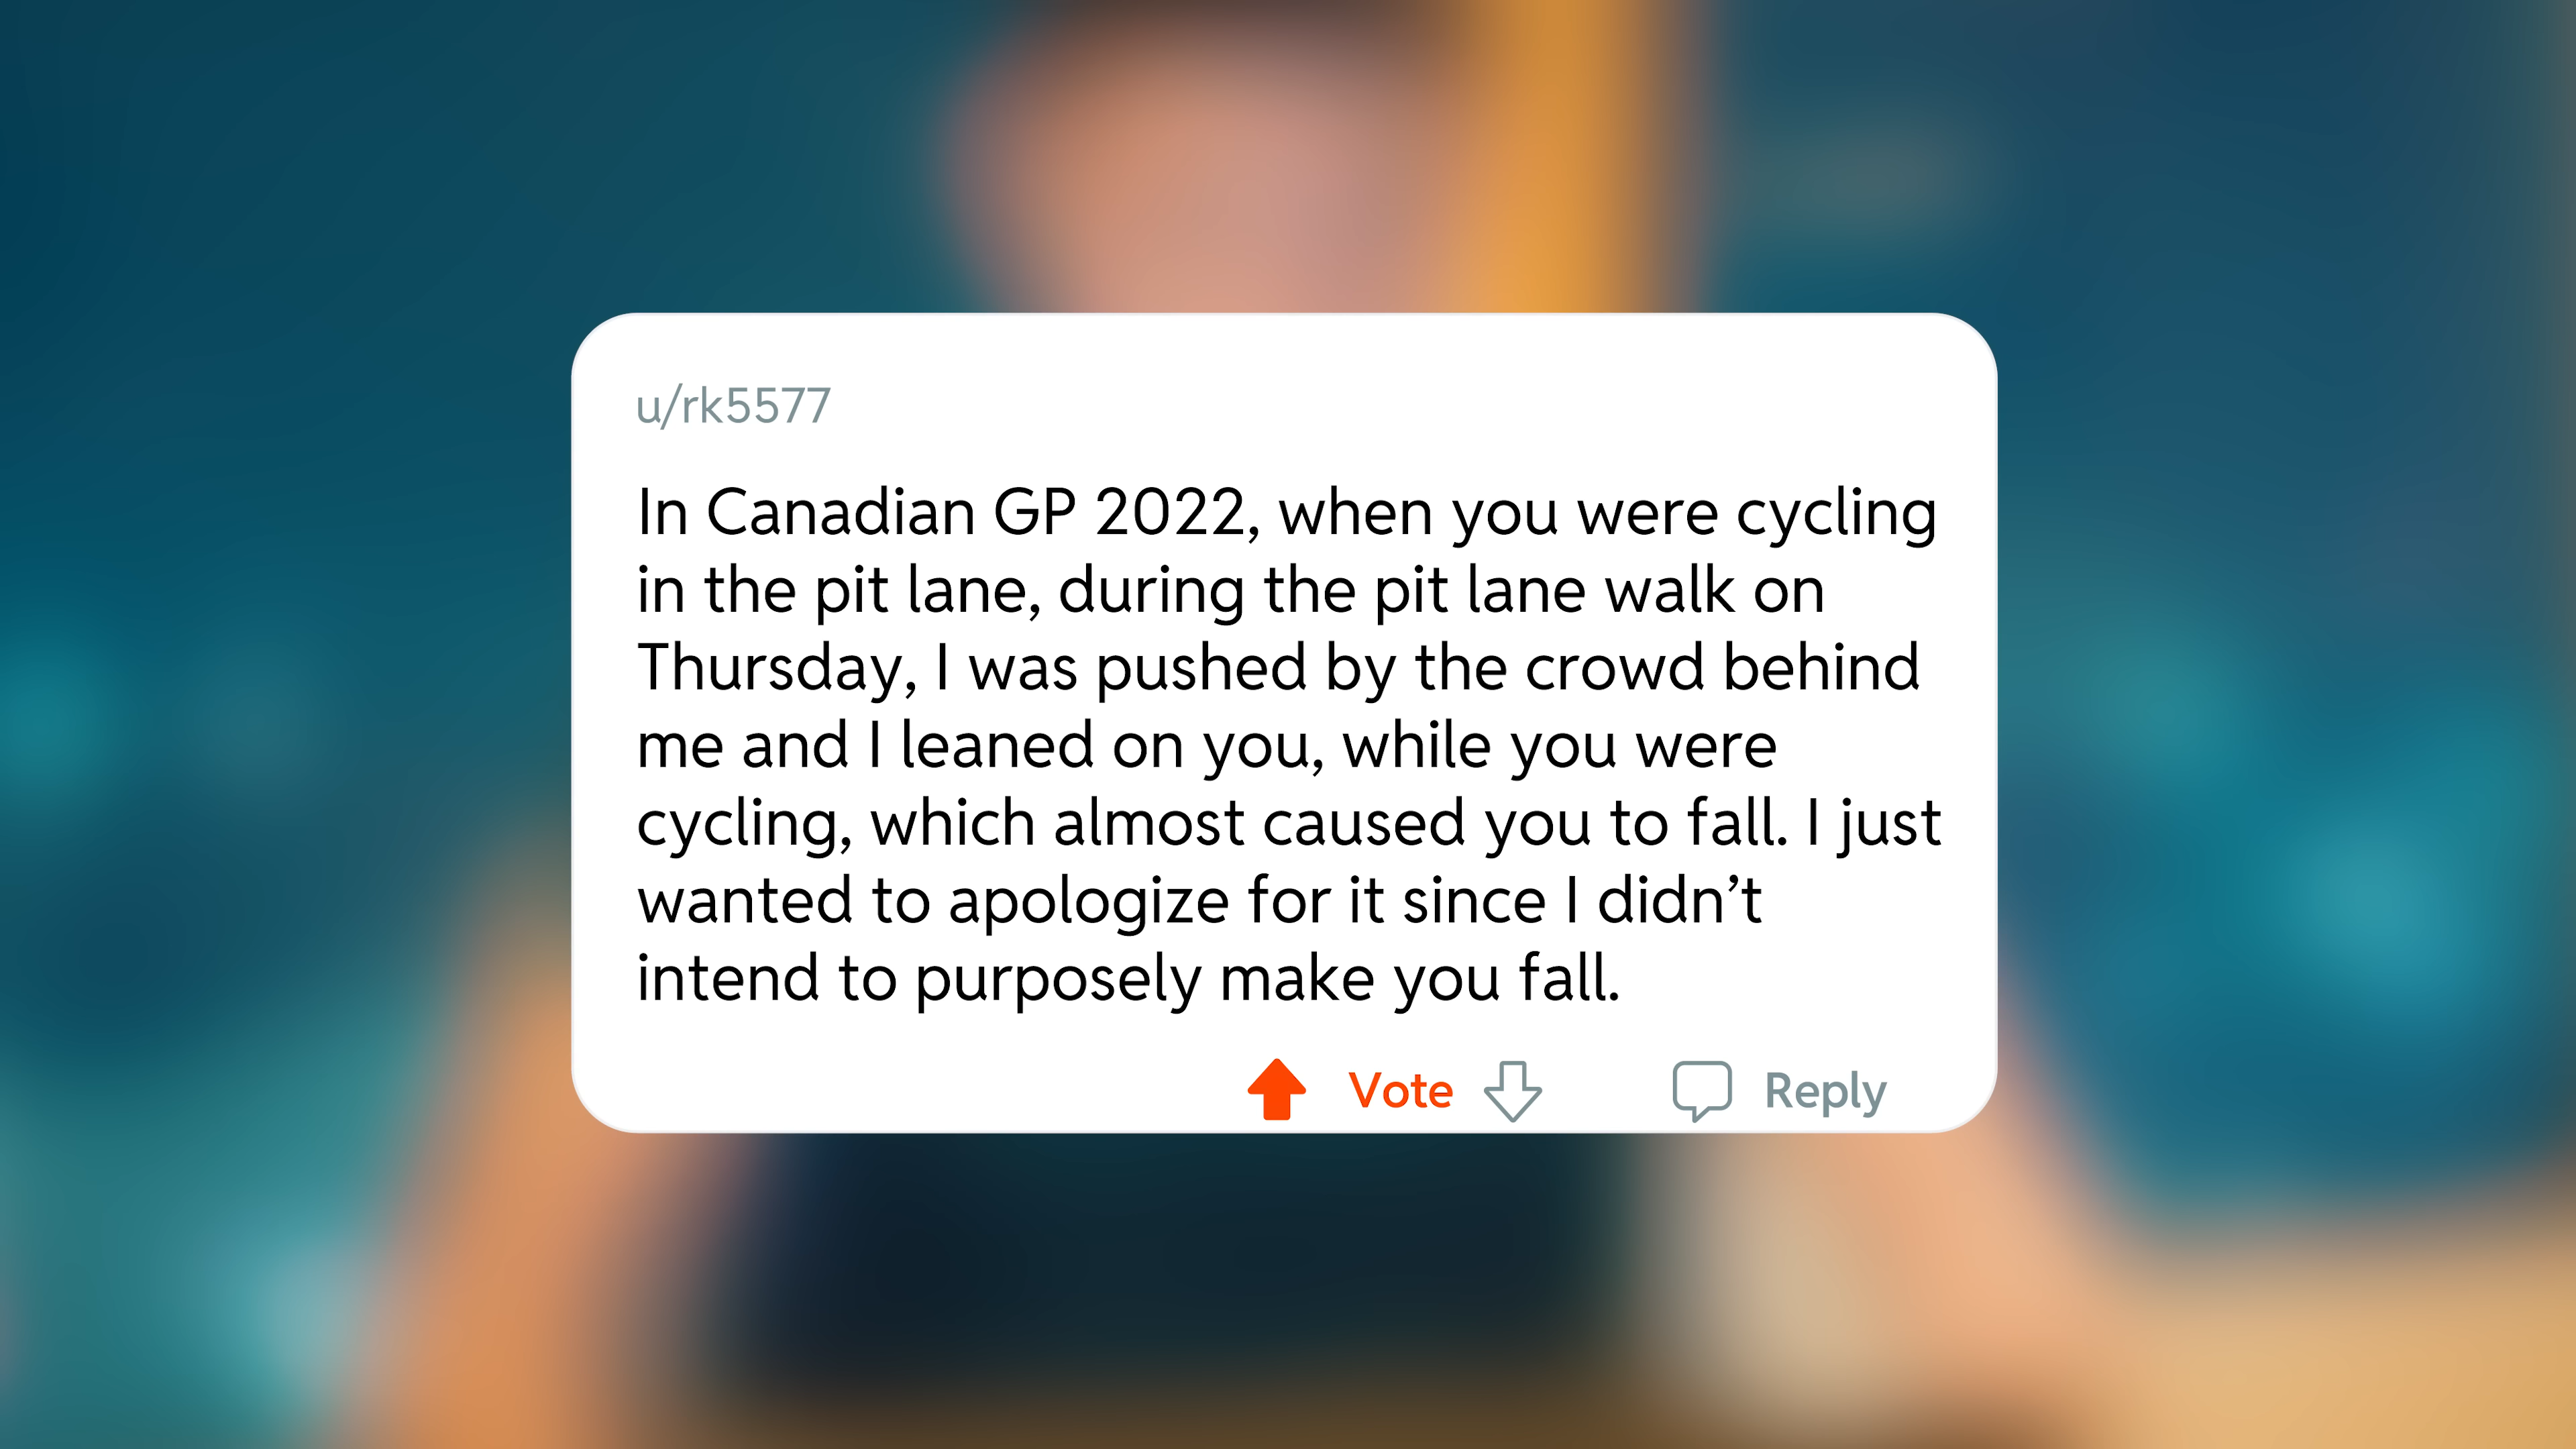 u/rk5577
In Canadian GP 2022, when you were cycling
in the pit lane, during the pit lane walk on
Thursday, I was pushed by the crowd behind
me and I leaned on you, while you were
cycling, which almost caused you to fall. I just
wanted to apologize for it since I didn’t
intend to purposely make you fall.
Vote Reply